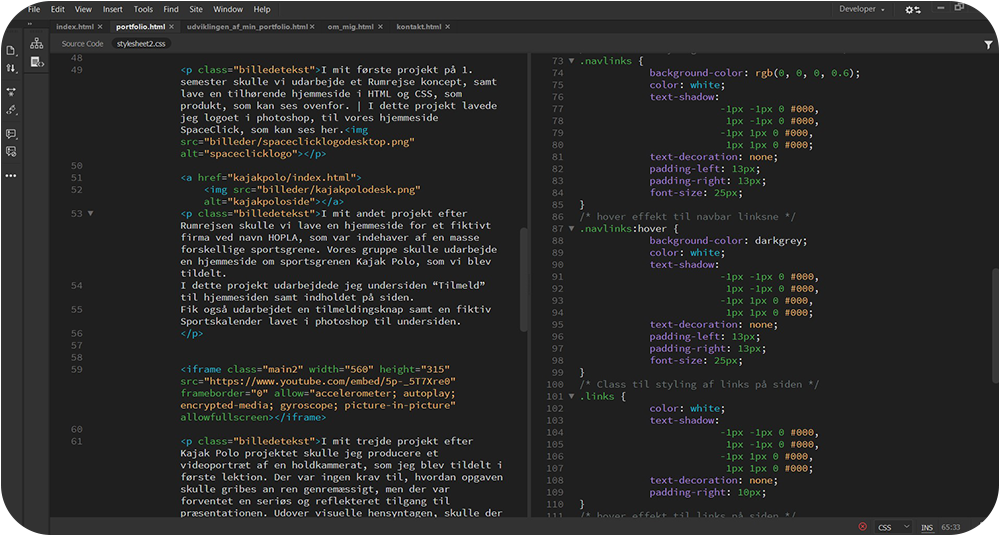 File Edit View Insert Tools Find Site Window Help Developer
index.html portfolio.html udviklingen_af_min_portfolio.html om_mig.html kontakt.html
Source Code stylesheet2.css
48
49 <p class="billedetekst">I mit første projekt på 1.
semester skulle vi udarbejde et Rumrejse koncept, samt
lave en tilhørende hjemmeside i HTML og CSS, som
produkt, som kan ses ovenfor. | I dette projekt lavede
jeg logoet i photoshop, til vores hjemmeside
SpaceClick, som kan ses her.<img
src="billeder/spaceclicklogodesktop.png"
alt="spaceclicklogo"></p>
50
51 <a href="kajakpolo/index.html">
52 <img src="billeder/kajakpolodesk.png"
alt="kajakpoloside"></a>
53 <p class="billedetekst">I mit andet projekt efter
Rumrejsen skulle vi lave en hjemmeside for et fiktivt
firma ved navn HOPLA, som var indehaver af en masse
forskellige sportsgrene. Vores gruppe skulle udarbejde
en hjemmeside om sportsgrenen Kajak Polo, som vi blev
tildelt.
54 I dette projekt udarbejdede jeg undersiden “Tilmeld”
til hjemmesiden samt indholdet på siden.
55 Fik også udarbejdet en tilmeldingsknap samt en fiktiv
Sportskalender lavet i photoshop til undersiden.
56 </p>
57
58
59 <iframe class="main2" width="560" height="315"
src="https://www.youtube.com/embed/5p-_5T7Xre0"
frameborder="0" allow="accelerometer; autoplay;
encrypted-media; gyroscope; picture-in-picture"
allowfullscreen></iframe>
60
61 <p class="billedetekst">I mit trejde projekt efter
Kajak Polo projektet skulle jeg producere et
videoportræt af en holdkammerat, som jeg blev tildelt i
første lektion. Der var ingen krav til, hvordan opgaven
skulle gribes an ren genremæssigt, men der var
forventet en seriøs og reflekteret tilgang til
præsentationen. Udover visuelle hensyntagen, skulle der
73 .navlinks {
74 background-color: rgb(0, 0, 0, 0.6);
75 color: white;
76 text-shadow:
77 -1px -1px 0 #000,
78 1px -1px 0 #000,
79 -1px 1px 0 #000,
80 1px 1px 0 #000;
81 text-decoration: none;
82 padding-left: 13px;
83 padding-right: 13px;
84 font-size: 25px;
85 }
86 /* hover effekt til navbar linksne */
87 .navlinks:hover {
88 background-color: darkgrey;
89 color: white;
90 text-shadow:
91 -1px -1px 0 #000,
92 1px -1px 0 #000,
93 -1px 1px 0 #000,
94 1px 1px 0 #000;
95 text-decoration: none;
96 padding-left: 13px;
97 padding-right: 13px;
98 font-size: 25px;
99 }
100 /* Class til styling af links på siden */
101 .links {
102 color: white;
103 text-shadow:
104 -1px -1px 0 #000,
105 1px -1px 0 #000,
106 -1px 1px 0 #000,
107 1px 1px 0 #000;
108 text-decoration: none;
109 padding-right: 10px;
110 }
111 /* hover effekt til links på siden */
CSS INS 65:33